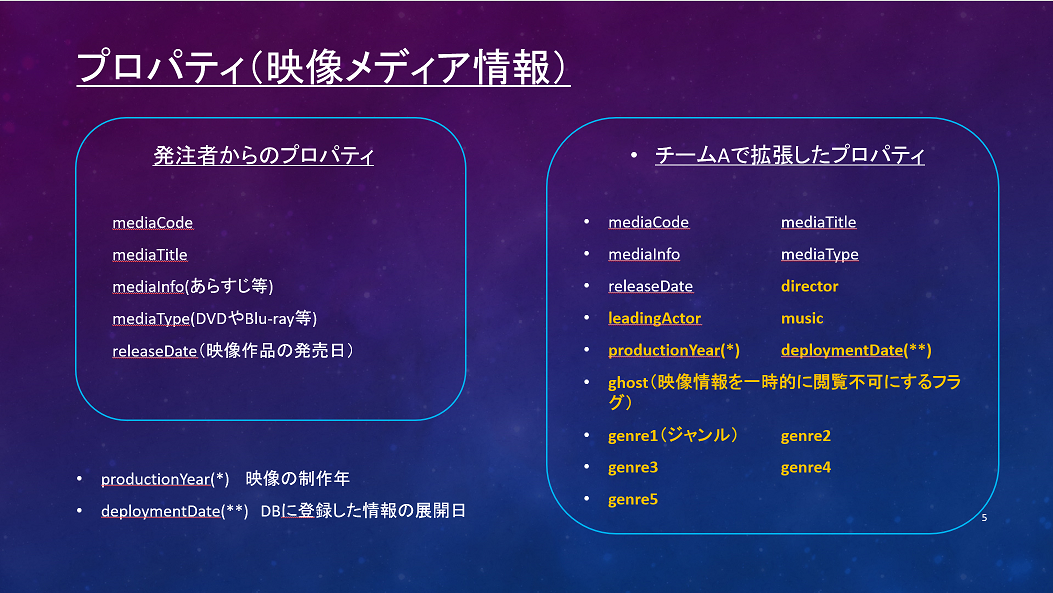 プロパティ（映像メディア情報）
発注者からのプロパティ
mediaCode
mediaTitle
mediaInfo(あらすじ等)
mediaType(DVDやBlu-ray等)
releaseDate（映像作品の発売日）
• productionYear(*) 映像の制作年
• deploymentDate(**) DBに登録した情報の展開日
• チームAで拡張したプロパティ
• mediaCode mediaTitle
• mediaInfo mediaType
• releaseDate director
• leadingActor music
• productionYear(*) deploymentDate(**)
• ghost（映像情報を一時的に閲覧不可にするフラ
グ）
• genre1（ジャンル） genre2
• genre3 genre4
• genre5
5